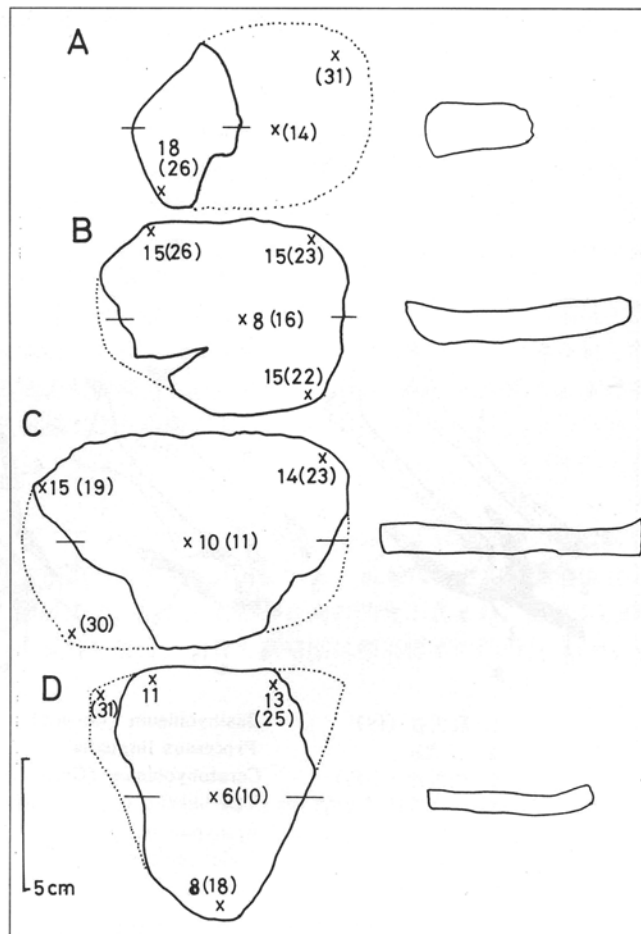 A
x
(31)
x (14)
18
(26)
x
B
x
15(26)
x
15(23)
x 8 (16)
15(22)
x
C
x 15 (19)
x
14(23)
x 10 (11)
(30)
x
D
x
(31)
x
11
x
13
(25)
x 6(10)
8(18)
x
5 cm